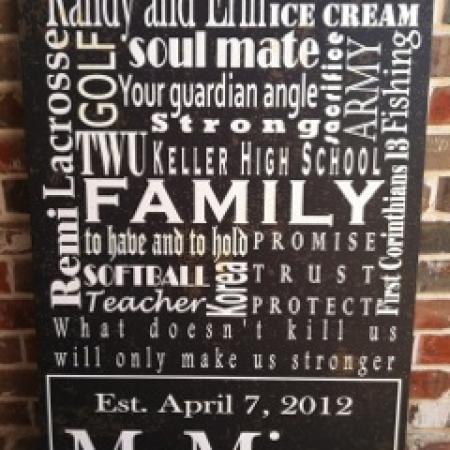 Randy and Erin
ICE CREAM
soul mate
Your guardian angle
Strong
sacrifice
ARMY
Fishing
GOLF
Lacrosse
TWU
KELLER HIGH SCHOOL
FAMILY
First Corinthians 13
Remi
to have and to hold
PROMISE
SOFTBALL
Korea
TRUST
Teacher
PROTECT
What doesn't kill us
will only make us stronger
Est. April 7, 2012